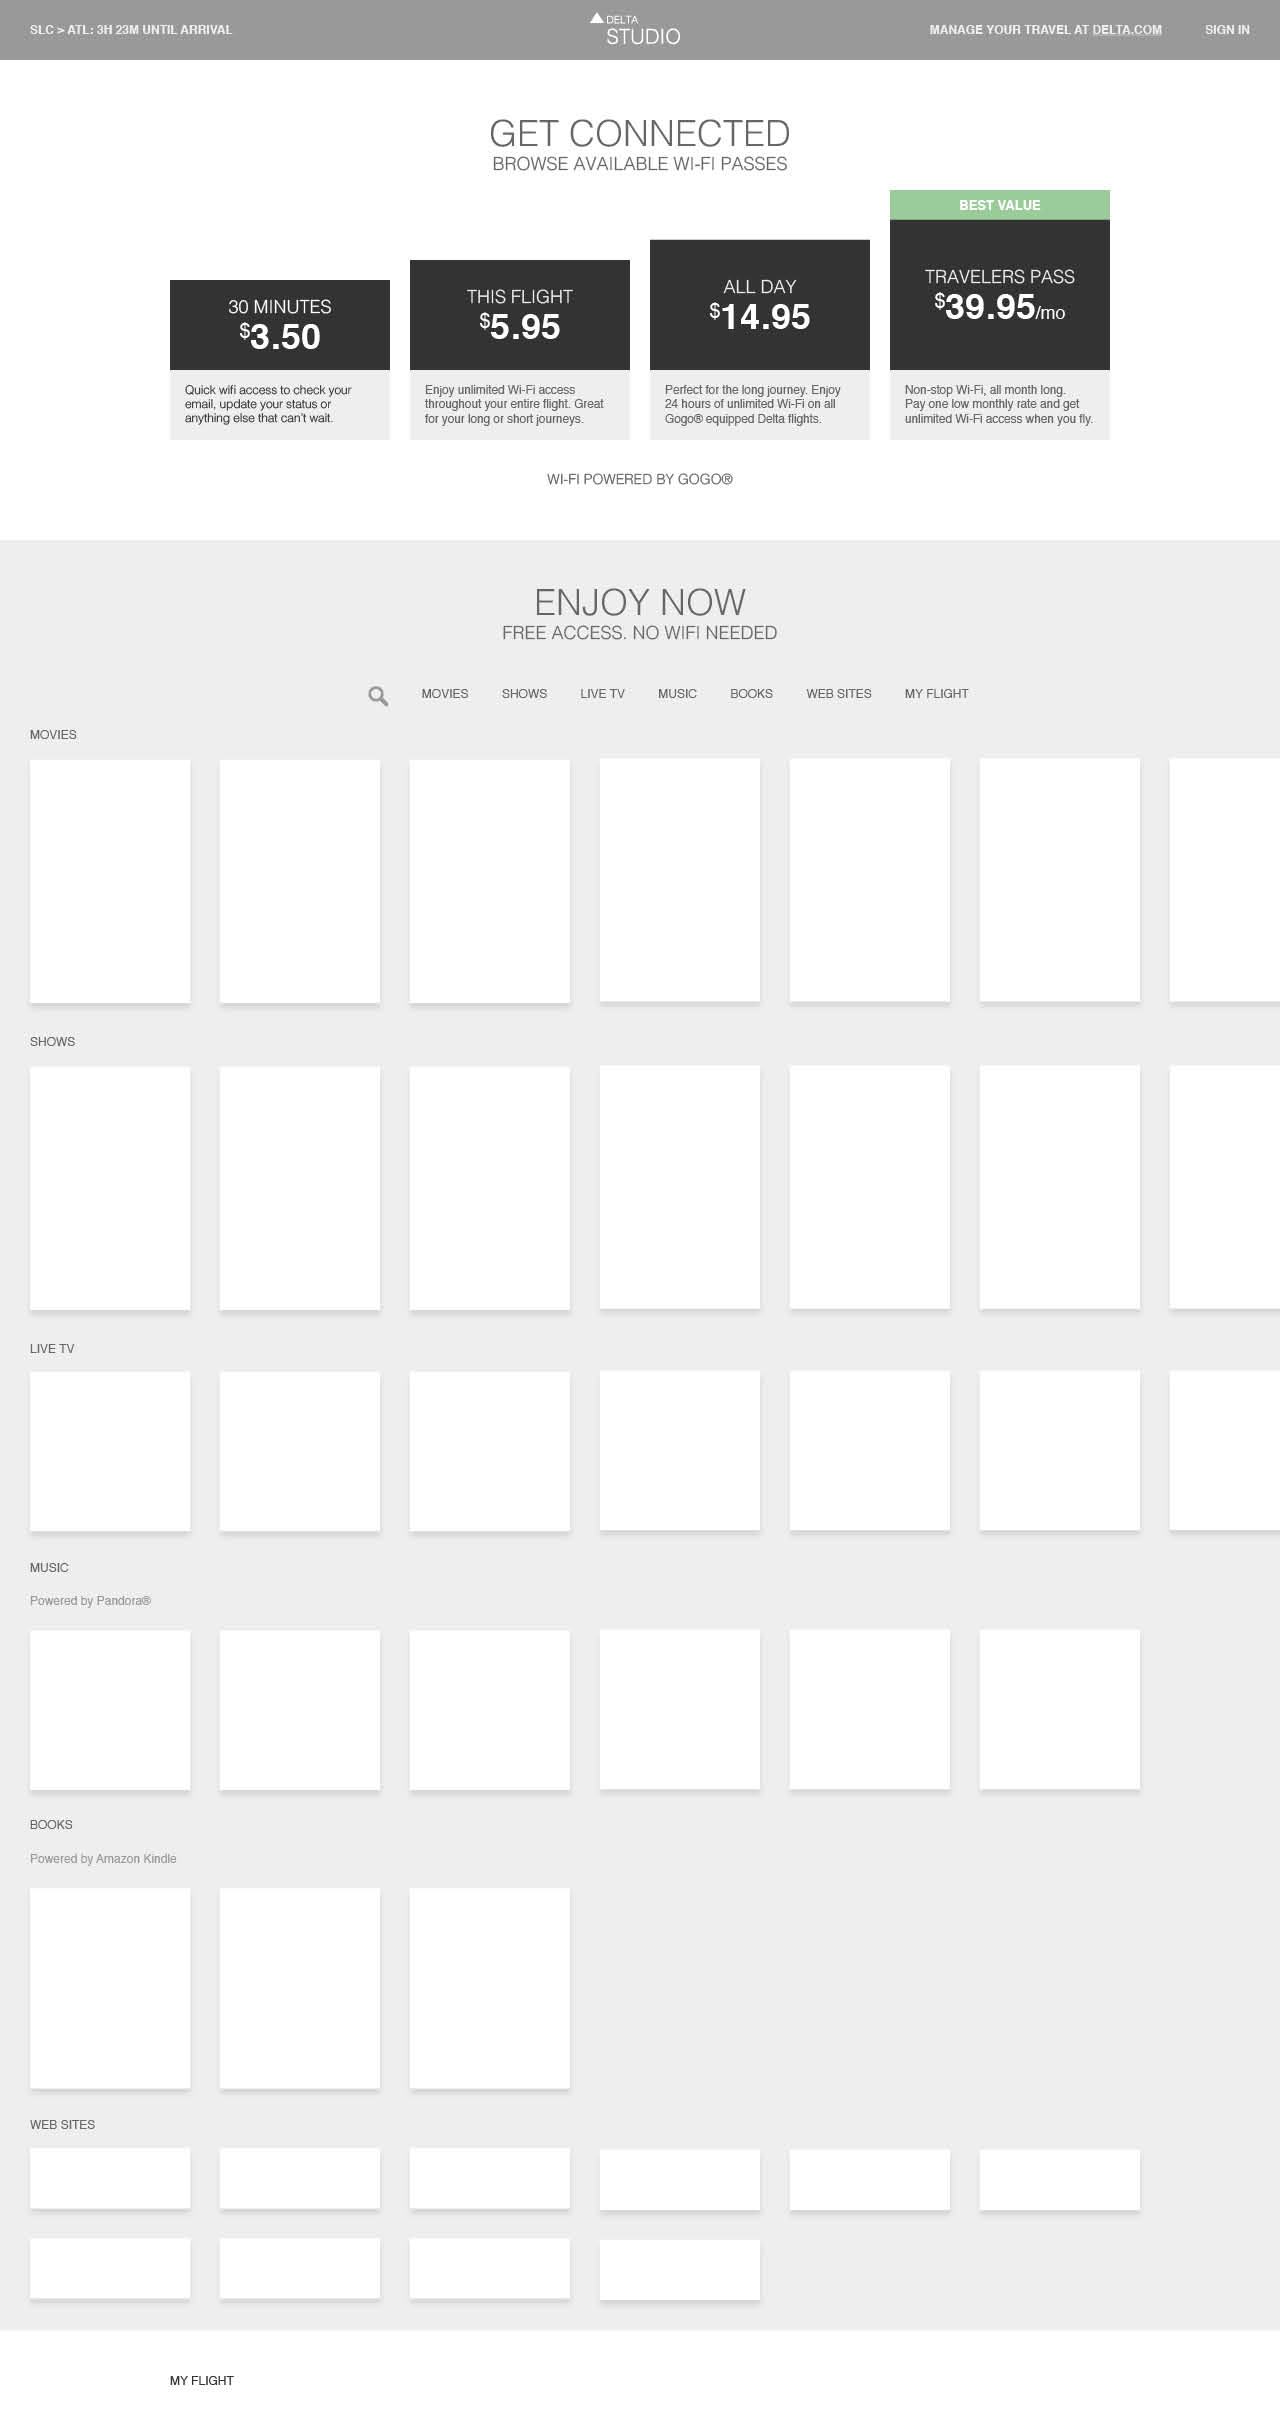 SLC > ATL: 3H 23M UNTIL ARRIVAL
DELTA
STUDIO
MANAGE YOUR TRAVEL AT DELTA.COM
SIGN IN
GET CONNECTED
BROWSE AVAILABLE WI-FI PASSES
30 MINUTES
$3.50
Quick wifi access to check your
email, update your status or
anything else that can't wait.
THIS FLIGHT
$5.95
Enjoy unlimited Wi-Fi access
throughout your entire flight. Great
for your long or short journeys.
ALL DAY
$14.95
Perfect for the long journey. Enjoy
24 hours of unlimited Wi-Fi on all
Gogo® equipped Delta flights.
BEST VALUE
TRAVELERS PASS
$39.95/mo
Non-stop Wi-Fi, all month long.
Pay one low monthly rate and get
unlimited Wi-Fi access when you fly.
WI-FI POWERED BY GOGO®
ENJOY NOW
FREE ACCESS. NO WIFI NEEDED
MOVIES SHOWS LIVE TV MUSIC BOOKS WEB SITES MY FLIGHT
MOVIES
SHOWS
LIVE TV
MUSIC
Powered by Pandora®
BOOKS
Powered by Amazon Kindle
WEB SITES
MY FLIGHT